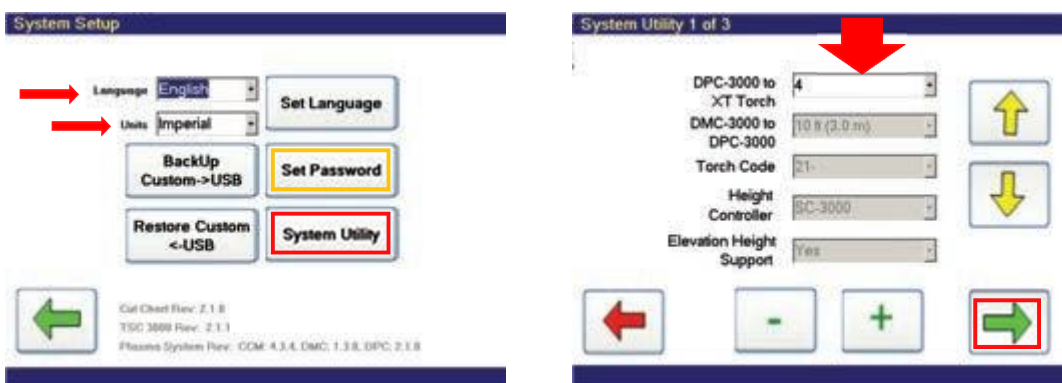 System Setup
Language English
Units Imperial
Set Language
BackUp
Custom->USB
Set Password
Restore Custom
<-USB
System Utility
Cut Chart Rev: 2.1.8
TSC 3000 Rev: 2.1.1
Plasma System Rev: CCM: 4.3.4, DMC: 1.3.8, DPC: 2.1.8
System Utility 1 of 3
DPC-3000 to
XT Torch
4
DMC-3000 to
DPC-3000
10 ft (3.0 m)
Torch Code
21-
Height
Controller
SC-3000
Elevation Height
Support
Yes
-
+